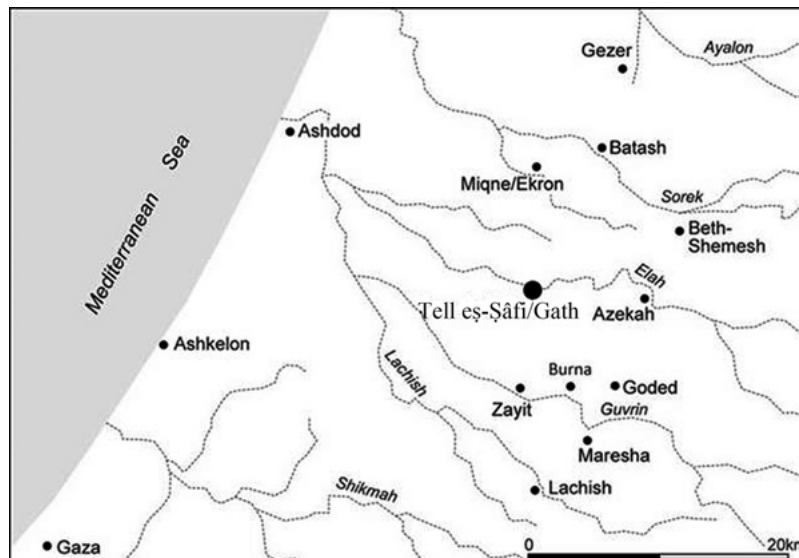 Gezer
Ayalon
Ashdod
Batash
Miqne/Ekron
Sorek
Beth-
Shemesh
Mediterranean Sea
Elah
Tell eṣ-Ṣâfi/Gath
Azekah
Ashkelon
Lachish
Burna
Goded
Zayit
Guvrin
Maresha
Shikmah
Lachish
Gaza
0
20km